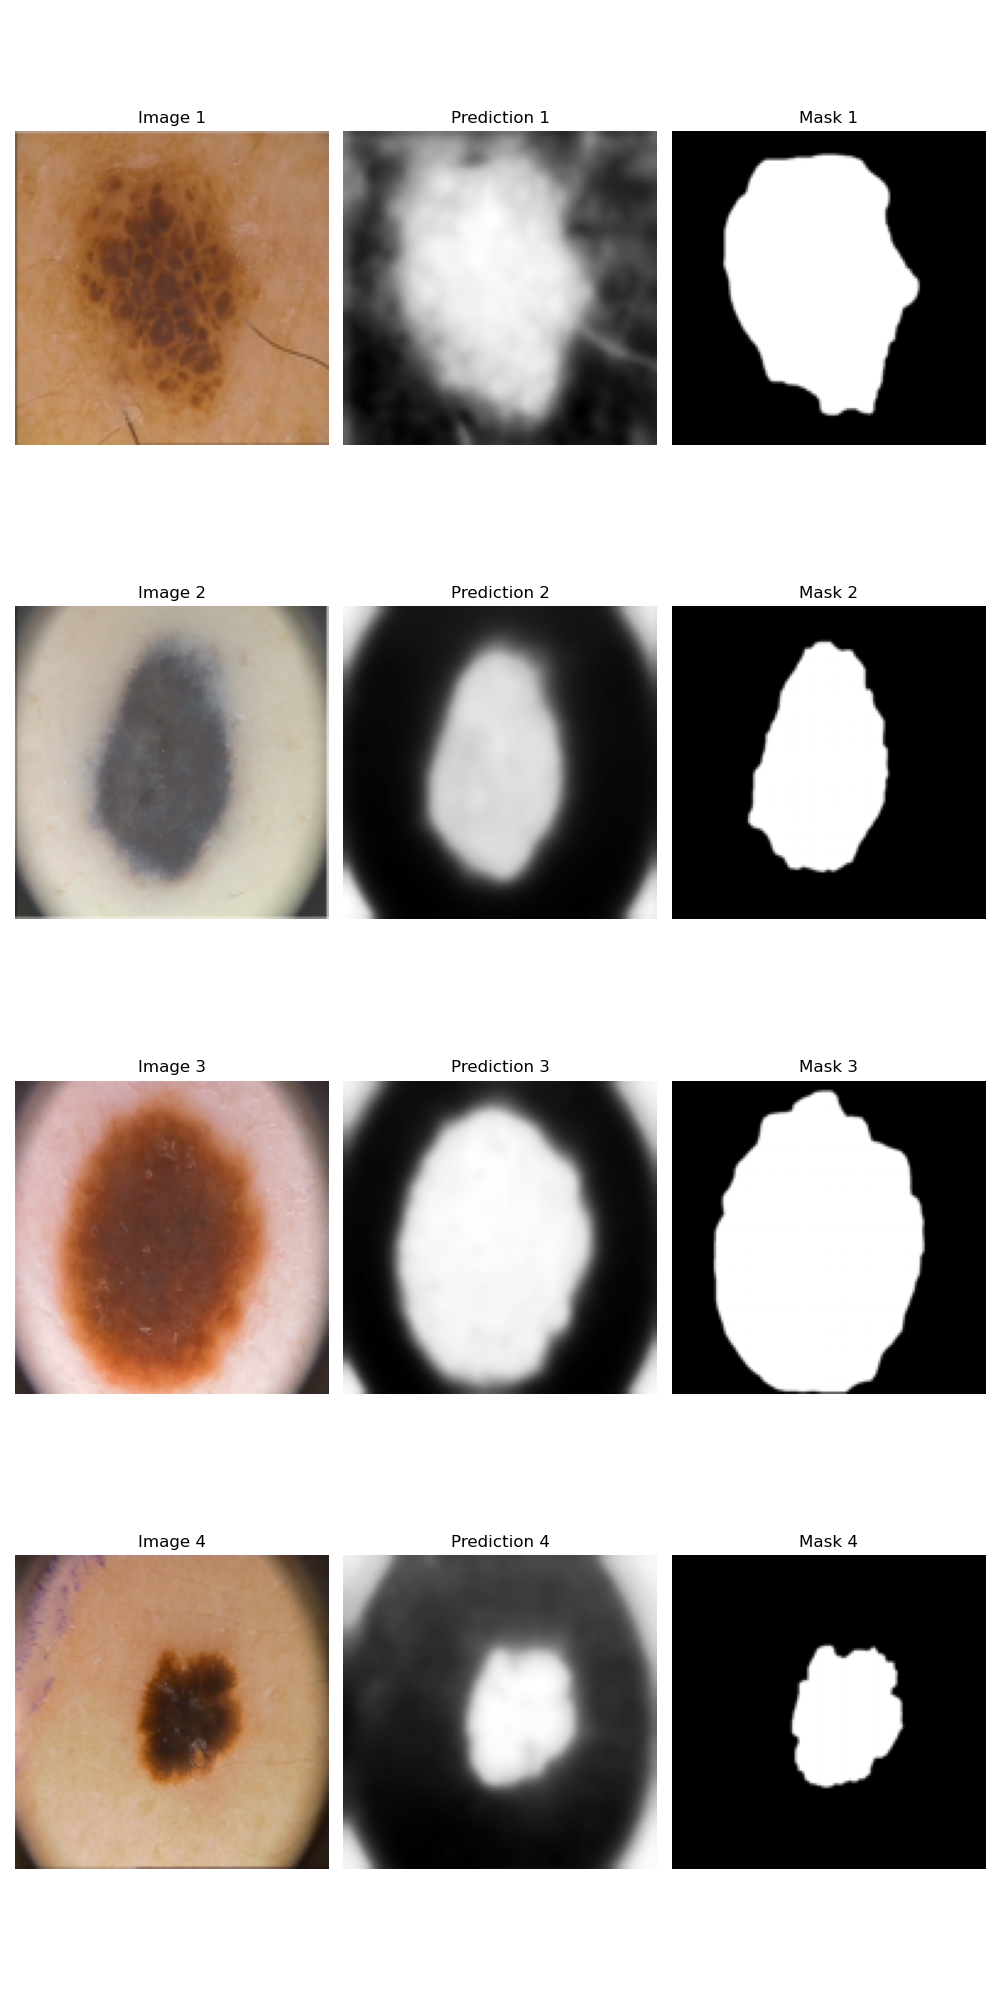 Image 1
Prediction 1
Mask 1
Image 2
Prediction 2
Mask 2
Image 3
Prediction 3
Mask 3
Image 4
Prediction 4
Mask 4